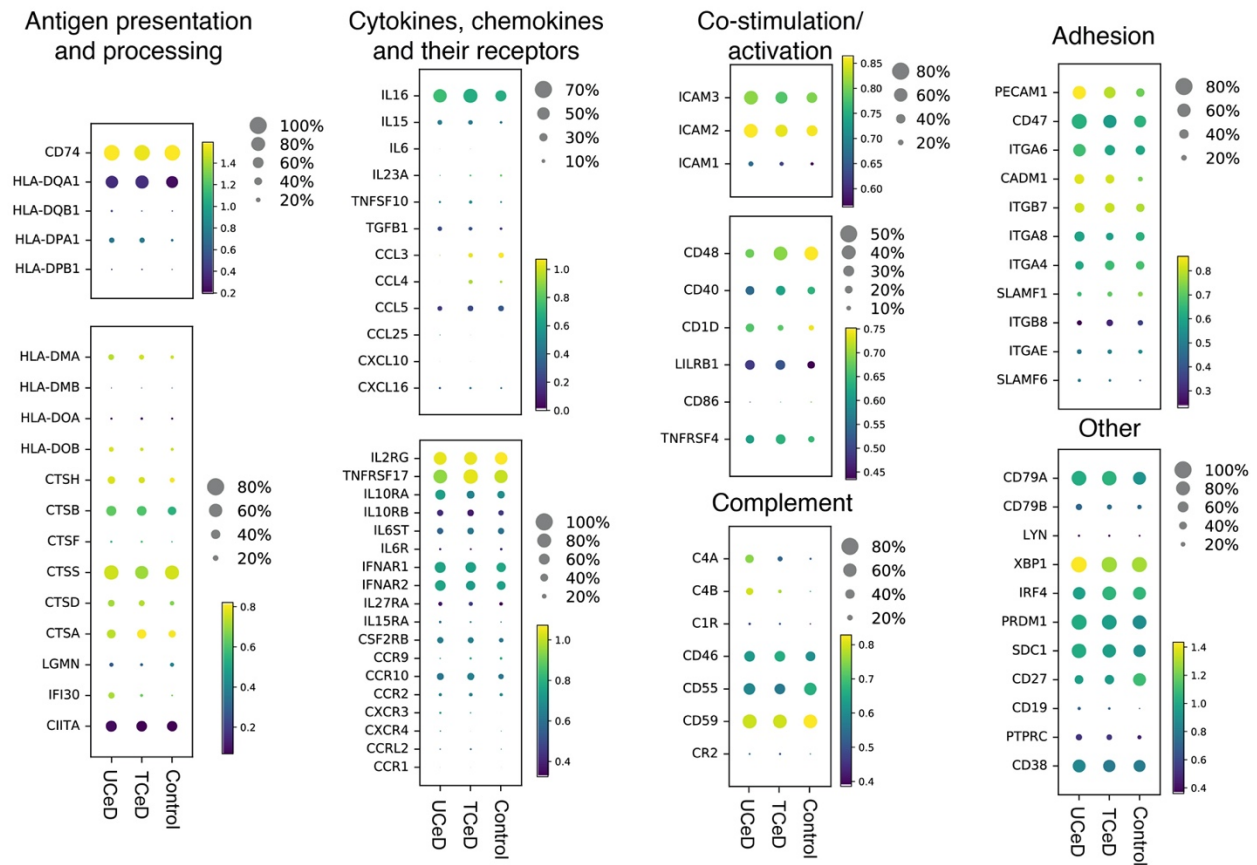 Antigen presentation
and processing
100%
80%
60%
40%
20%
CD74
HLA-DQA1
HLA-DQB1
HLA-DPA1
HLA-DPB1
1.4
1.2
1.0
0.8
0.6
0.4
0.2
HLA-DMA
HLA-DMB
HLA-DOA
HLA-DOB
CTSH
CTSB
CTSF
CTSS
CTSD
CTSA
LGMN
IFI30
CIITA
80%
60%
40%
20%
0.8
0.6
0.4
0.2
UCeD
TCeD
Control
Cytokines, chemokines
and their receptors
IL16
IL15
IL6
IL23A
TNFSF10
TGFB1
CCL3
CCL4
CCL5
CCL25
CXCL10
CXCL16
70%
50%
30%
10%
1.0
0.8
0.6
0.4
0.2
0.0
IL2RG
TNFRSF17
IL10RA
IL10RB
IL6ST
IL6R
IFNAR1
IFNAR2
IL27RA
IL15RA
CSF2RB
CCR9
CCR10
CCR2
CXCR3
CXCR4
CCRL2
CCR1
100%
80%
60%
40%
20%
1.0
0.8
0.6
0.4
UCeD
TCeD
Control
Co-stimulation/
activation
ICAM3
ICAM2
ICAM1
0.85
0.80
0.75
0.70
0.65
0.60
80%
60%
40%
20%
CD48
CD40
CD1D
LILRB1
CD86
TNFRSF4
50%
40%
30%
20%
10%
0.75
0.70
0.65
0.60
0.55
0.50
0.45
Complement
C4A
C4B
C1R
CD46
CD55
CD59
CR2
80%
60%
40%
20%
0.8
0.7
0.6
0.5
0.4
UCeD
TCeD
Control
Adhesion
PECAM1
CD47
ITGA6
CADM1
ITGB7
ITGA8
ITGA4
SLAMF1
ITGB8
ITGAE
SLAMF6
80%
60%
40%
20%
0.8
0.7
0.6
0.5
0.4
0.3
Other
CD79A
CD79B
LYN
XBP1
IRF4
PRDM1
SDC1
CD27
CD19
PTPRC
CD38
100%
80%
60%
40%
20%
1.4
1.2
1.0
0.8
0.6
0.4
UCeD
TCeD
Control